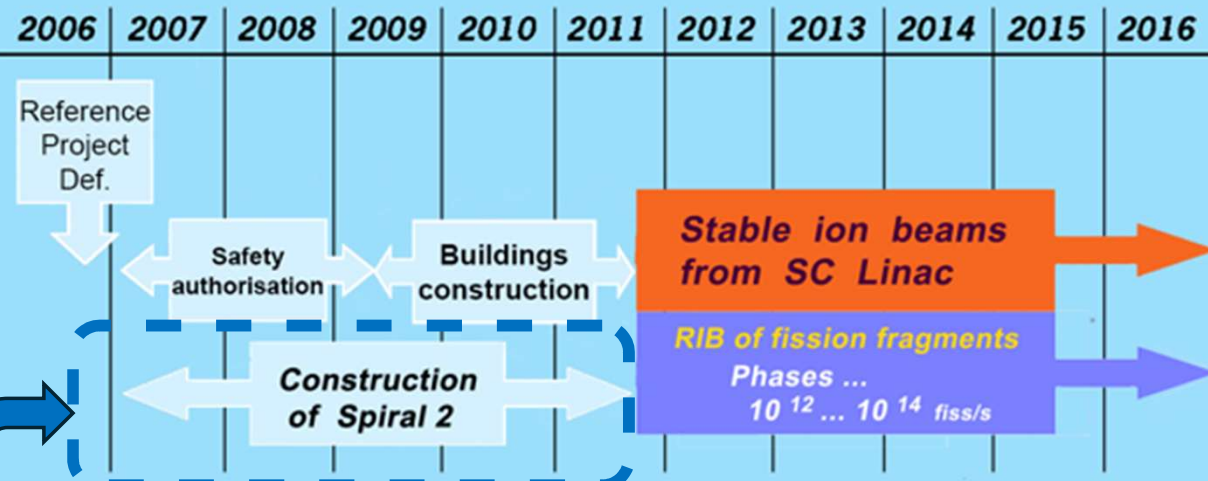 2006 2007 2008 2009 2010 2011 2012 2013 2014 2015 2016
Reference
Project
Def.
Safety
authorisation
Buildings
construction
Stable ion beams
from SC Linac
RIB of fission fragments
Phases ...
10 12 ... 10 14 fiss/s
Construction
of Spiral 2